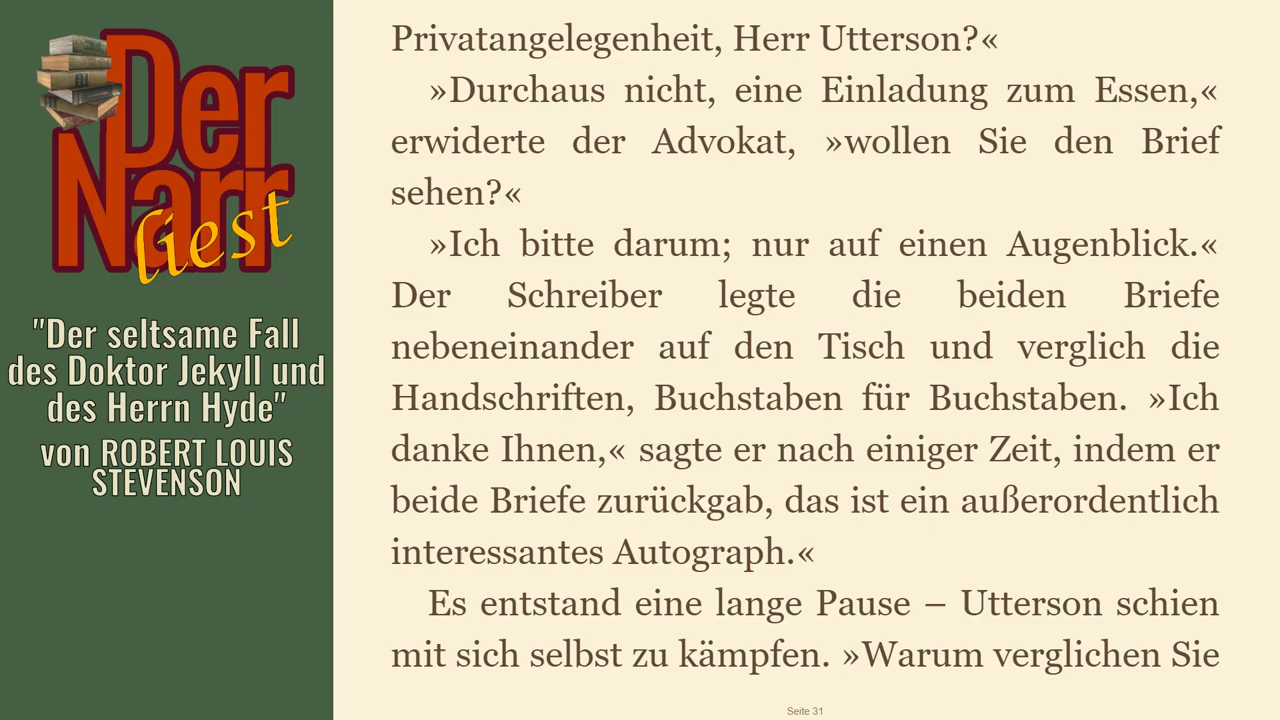 Der
Narr
liest
"Der seltsame Fall
des Doktor Jekyll und
des Herrn Hyde"
von ROBERT LOUIS
STEVENSON
Privatangelegenheit, Herr Utterson?«
»Durchaus nicht, eine Einladung zum Essen,«
erwiderte der Advokat, »wollen Sie den Brief
sehen?«
»Ich bitte darum; nur auf einen Augenblick.«
Der Schreiber legte die beiden Briefe
nebeneinander auf den Tisch und verglich die
Handschriften, Buchstaben für Buchstaben. »Ich
danke Ihnen,« sagte er nach einiger Zeit, indem er
beide Briefe zurückgab, das ist ein außerordentlich
interessantes Autograph.«
Es entstand eine lange Pause – Utterson schien
mit sich selbst zu kämpfen. »Warum verglichen Sie
Seite 31